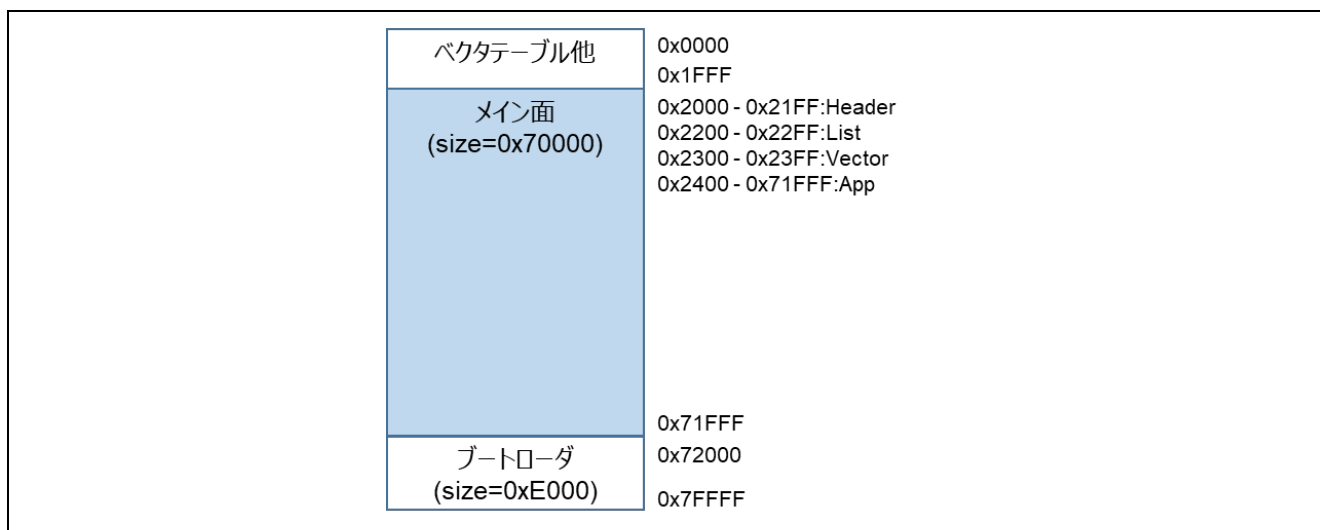 ベクタテーブル他
0x0000
0x1FFF
メイン面
(size=0x70000)
0x2000 - 0x21FF:Header
0x2200 - 0x22FF:List
0x2300 - 0x23FF:Vector
0x2400 - 0x71FFF:App
0x71FFF
ブートローダ
(size=0xE000)
0x72000
0x7FFFF